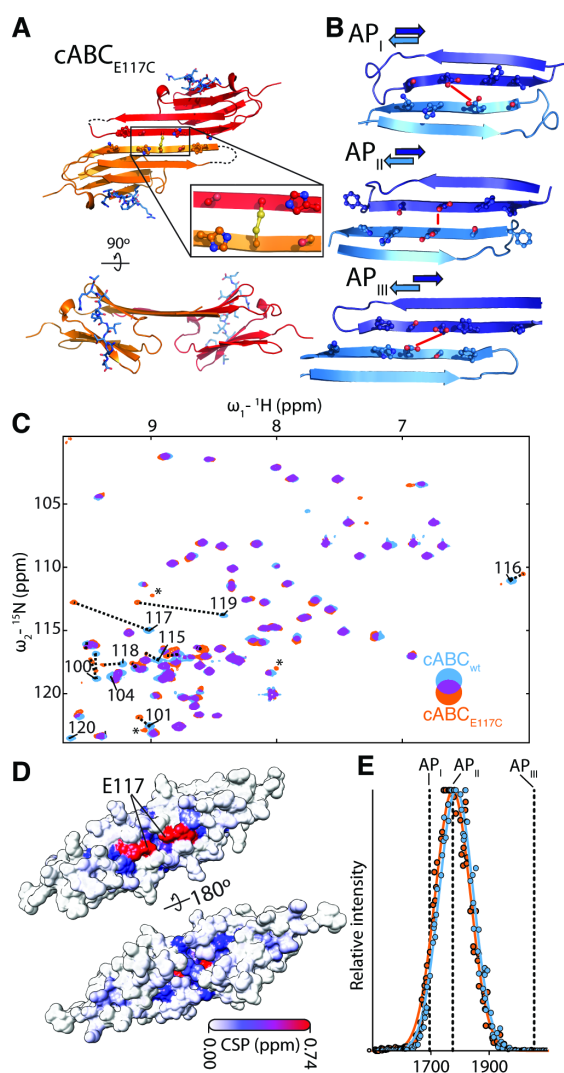 A
cABC
E117C
90º
B
AP I
AP II
AP III
C
ω1- ¹H (ppm)
9 8 7
ω2- ¹⁵N (ppm)
105
110
115
120
116
*
119
117
118
115
100
104
*
101
*
120
cABCwt
cABCE117C
D
E117
180º
0.00
CSP (ppm)
0.74
E
AP I
AP II
AP III
Relative intensity
1700 1900